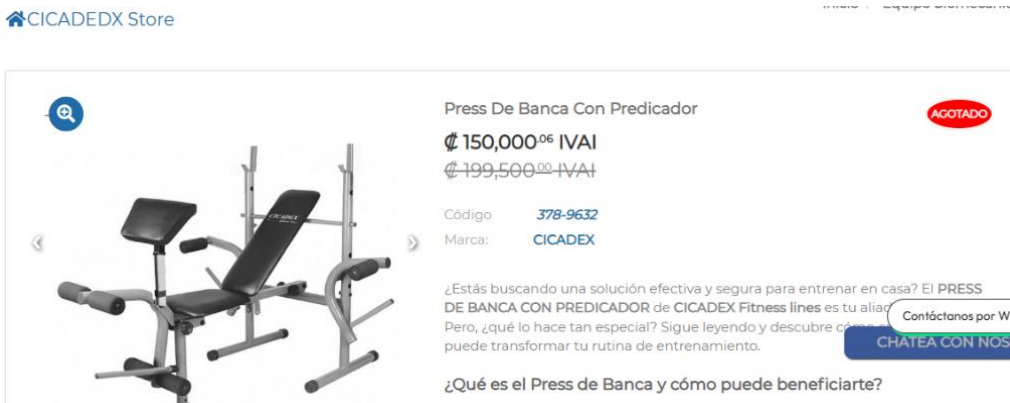 CICADEDX Store
Press De Banca Con Predicador
AGOTADO
₡ 150,000.06 IVAI
₡ 199,500.00 IVAI
Código 378-9632
Marca: CICADEX
¿Estás buscando una solución efectiva y segura para entrenar en casa? El PRESS
DE BANCA CON PREDICADOR de CICADEX Fitness lines es tu
Pero, ¿qué lo hace tan especial? Sigue leyendo y descubre
puede transformar tu rutina de entrenamiento.
Contáctanos por W
CHATEA CON NOS
¿Qué es el Press de Banca y cómo puede beneficiarte?
CICADEX